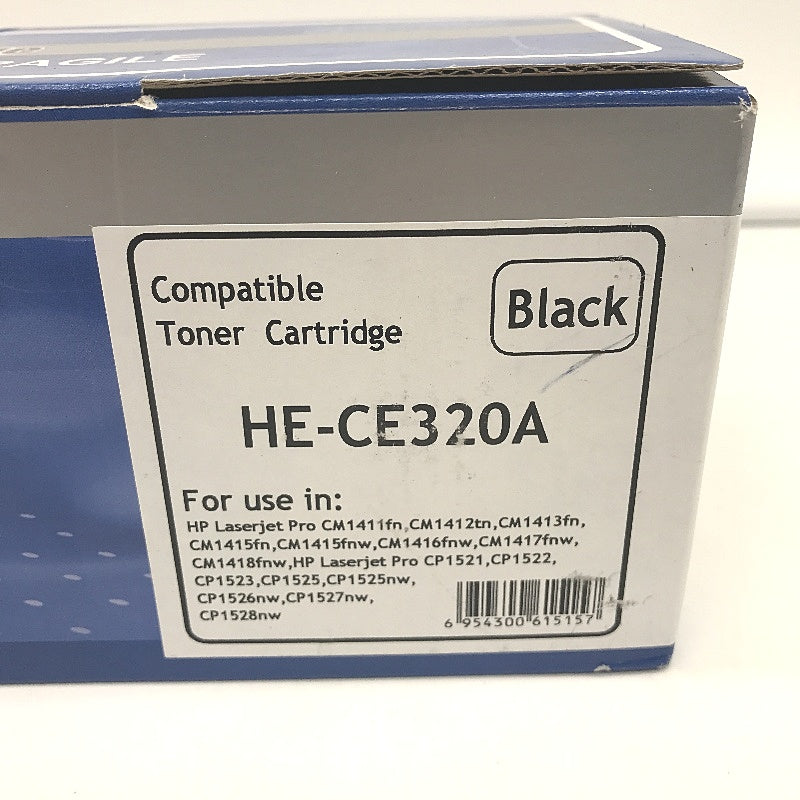 FRAGILE
Compatible
Toner Cartridge
Black
HE-CE320A
For use in:
HP Laserjet Pro CM1411fn,CM1412tn,CM1413fn,
CM1415fn,CM1415fnw,CM1416fnw,CM1417fnw,
CM1418fnw,HP Laserjet Pro CP1521,CP1522,
CP1523,CP1525,CP1525nw,
CP1526nw,CP1527nw,
CP1528nw
6 954300 615157